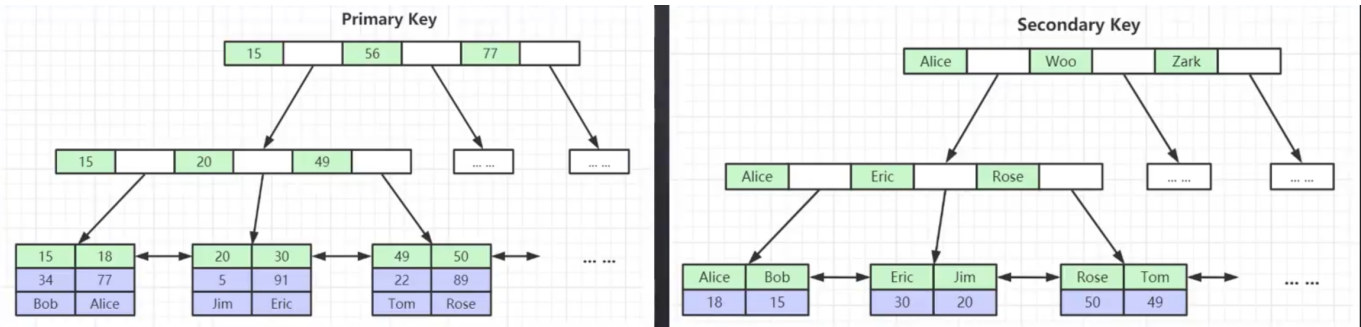 Primary Key
15 56 77
15 20 49
... ... ... ...
15 18 20 30 49 50
34 77 5 91 22 89
Bob Alice Jim Eric Tom Rose
... ...
Secondary Key
Alice Woo Zark
Alice Eric Rose
... ... ... ...
Alice Bob Eric Jim Rose Tom
18 15 30 20 50 49
... ...